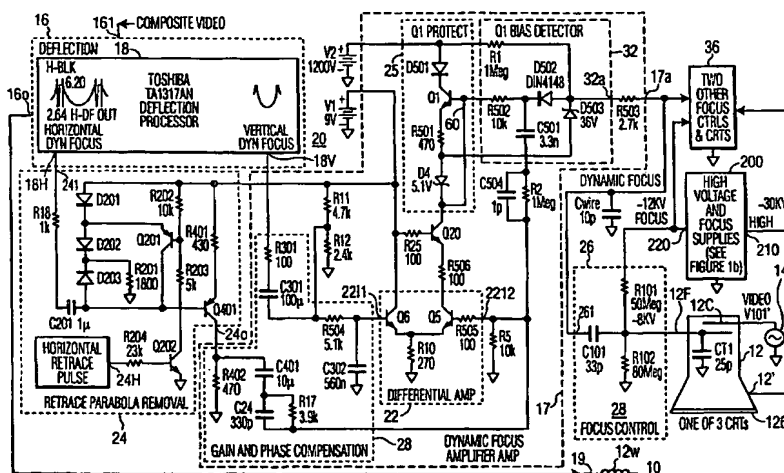 16
161
COMPOSITE VIDEO
DEFLECTION
18
H-BLK
6.20
2.64 H-DF OUT
HORIZONTAL
DYN FOCUS
TOSHIBA
TA1317AN
DEFLECTION
PROCESSOR
VERTICAL
DYN FOCUS
16o
20
18H
18V
241
V2
1200V
V1
9V
Q1 PROTECT
25
D501
Q1
R501
470
D4
5.1V
60
Q1 BIAS DETECTOR
R1
1Meg
D502
DIN4148
R502
10k
C501
3.3n
D503
36V
32
32a
17a
R503
2.7k
C504
1p
R2
1Meg
36
TWO
OTHER
FOCUS
CTRLS
& CRTS
DYNAMIC FOCUS
Cwire
10p
-12KV
FOCUS
200
HIGH
VOLTAGE
AND
FOCUS
SUPPLIES
(SEE
FIGURE 1b)
220
210
-30KV
HIGH
R18
1k
D201
D202
D203
R202
10k
Q201
R201
1800
R203
5k
R401
430
C201 1µ
R204
23k
Q202
Q401
HORIZONTAL
RETRACE
PULSE
24H
RETRACE PARABOLA REMOVAL
24
24o
R11
4.7k
R12
2.4k
R301
100
C301
100µ
R504
5.1k
C302
560n
R25
100
Q20
R506
100
22I1
22I2
Q6
Q5
R505
100
R10
270
R5
10k
22
DIFFERENTIAL AMP
R402
470
C401
10µ
C24
330p
R17
3.9k
GAIN AND PHASE COMPENSATION
28
DYNAMIC FOCUS
AMPLIFIER AMP
17
26
261
C101
33p
R101
50Meg
~8KV
R102
80Meg
28
FOCUS CONTROL
12F
12C
VIDEO
V101'
14
CT1
25p
12
12'
126
ONE OF 3 CRTs
19
12w
10